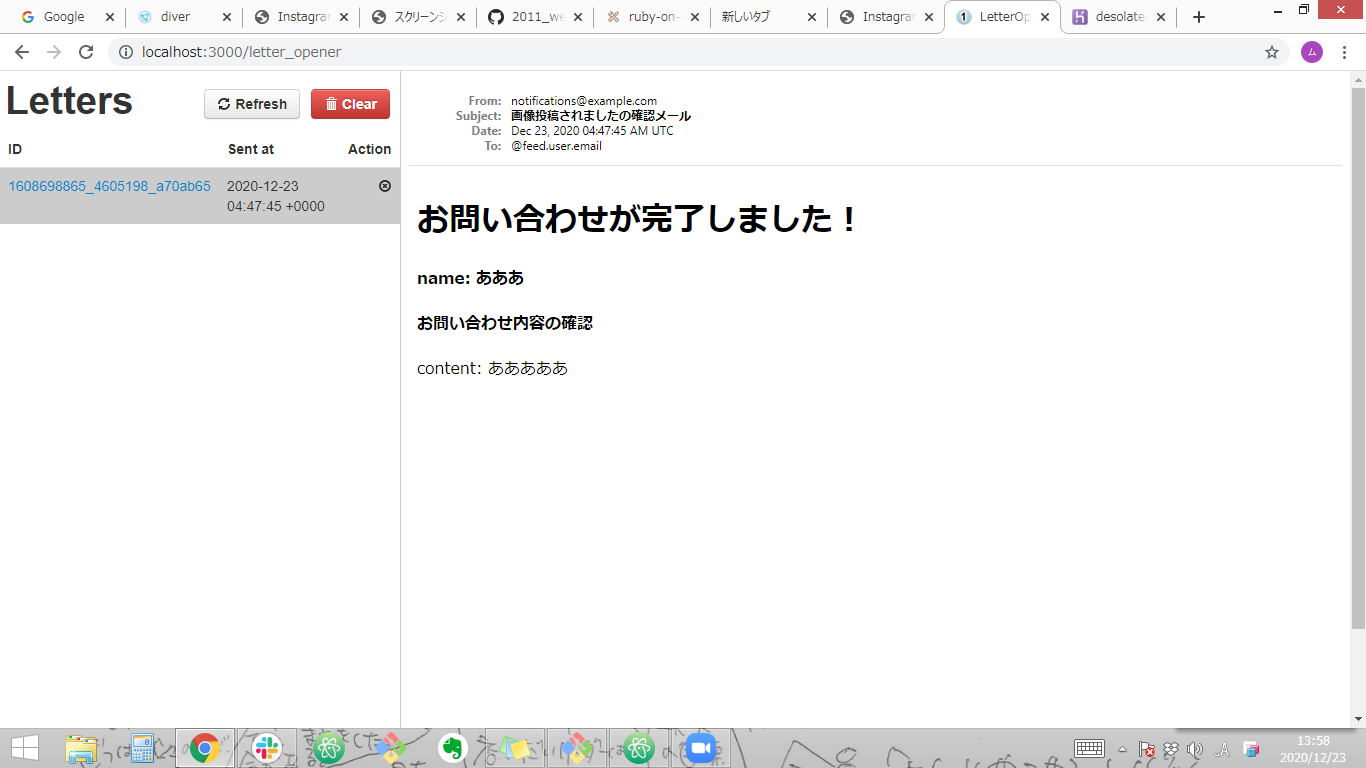 Google
diver
Instagran
スクリーンシ
2011_we
ruby-on-
新しいタブ
Instagran
LetterOp
desolate
localhost:3000/letter_opener
ム
Letters
Refresh
Clear
ID
Sent at
Action
1608698865_4605198_a70ab65
2020-12-23
04:47:45 +0000
From: notifications@example.com
Subject: 画像投稿されましたの確認メール
Date: Dec 23, 2020 04:47:45 AM UTC
To: @feed.user.email
お問い合わせが完了しました！
name: あああ
お問い合わせ内容の確認
content: あああああ
A
13:58
2020/12/23